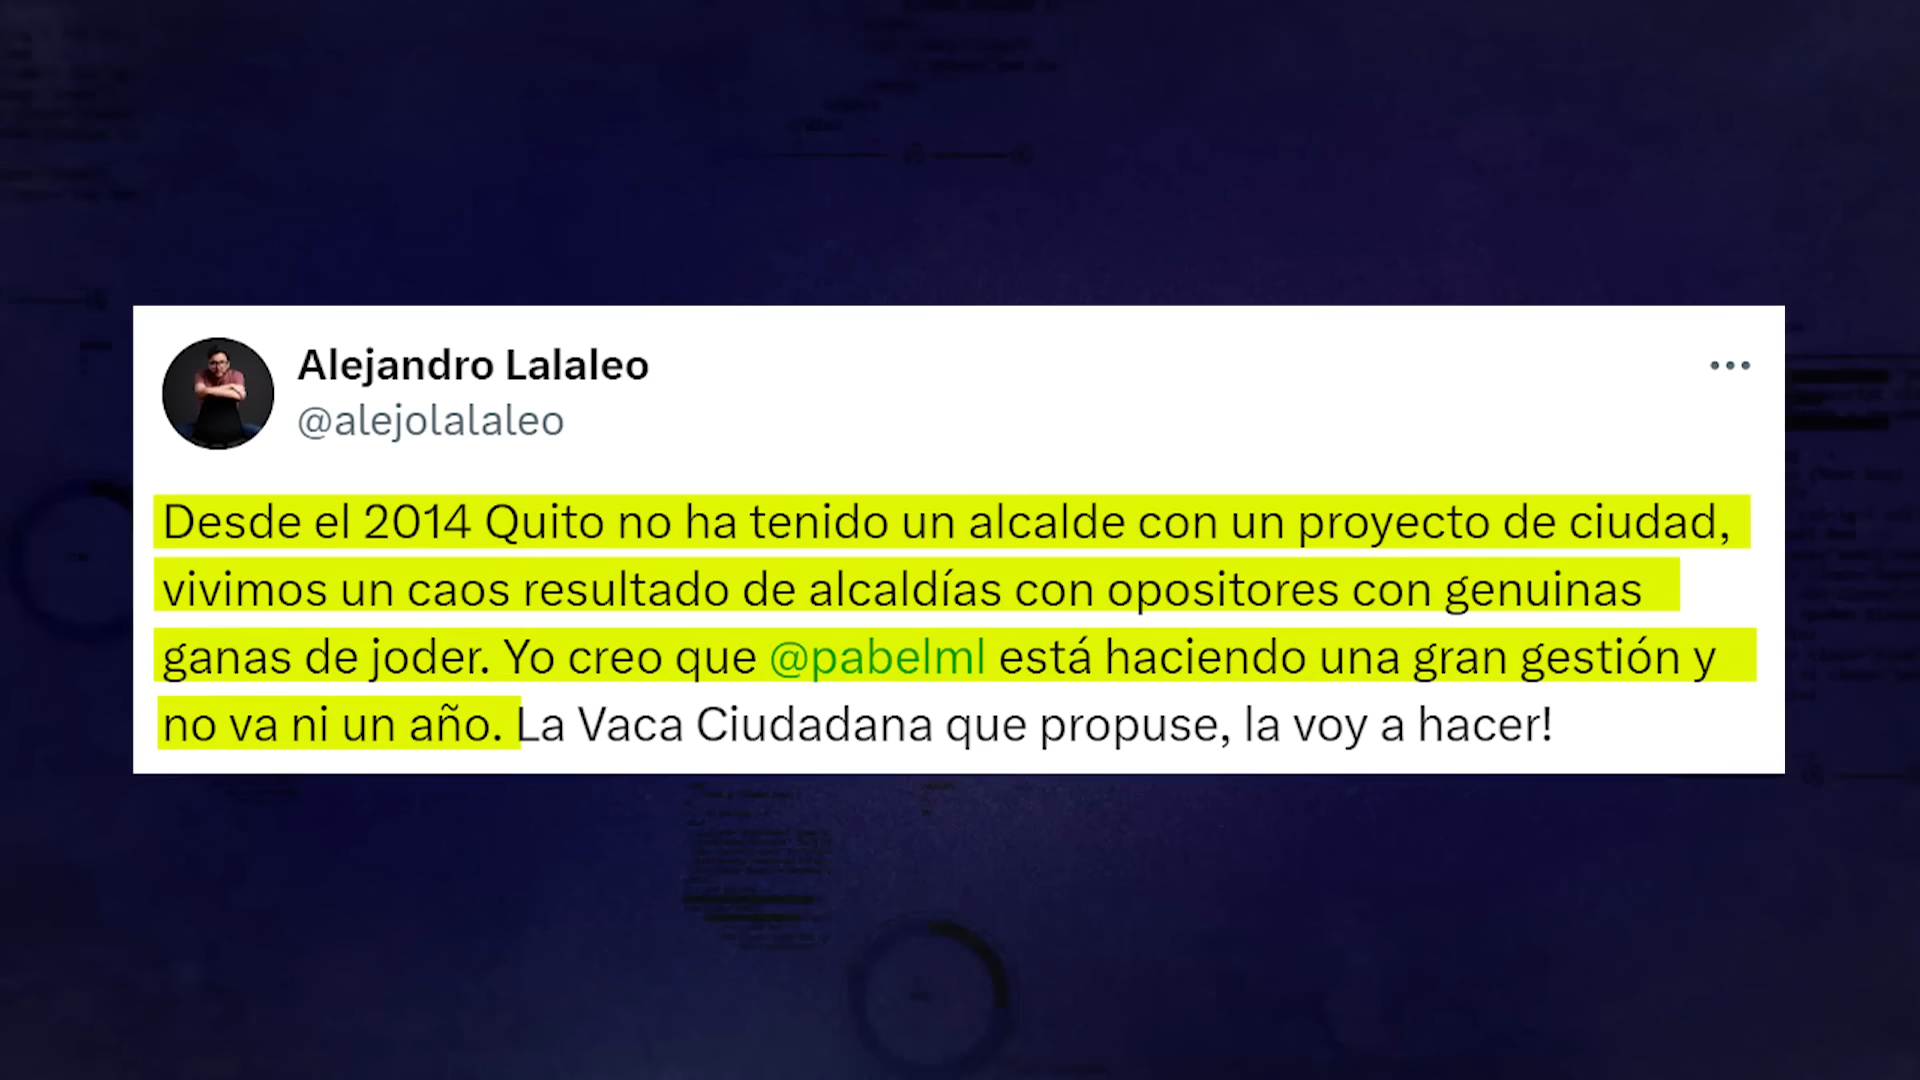 Alejandro Lalaleo
@alejolalaleo
Desde el 2014 Quito no ha tenido un alcalde con un proyecto de ciudad,
vivimos un caos resultado de alcaldías con opositores con genuinas
ganas de joder. Yo creo que @pabelml está haciendo una gran gestión y
no va ni un año. La Vaca Ciudadana que propuse, la voy a hacer!